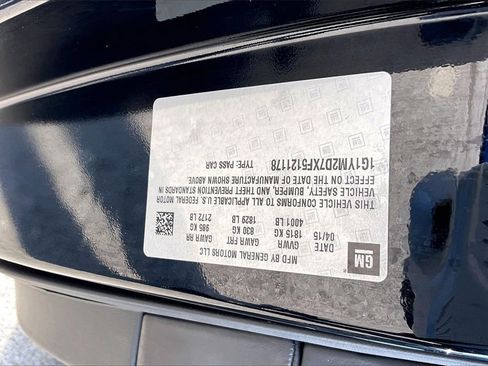 GM
MFD BY GENERAL MOTORS LLC
DATE GVWR GAWR FRT GAWR RR
04/15 1815 KG 830 KG 985 KG
4001 LB 1829 LB 2172 LB
THIS VEHICLE CONFORMS TO ALL APPLICABLE U.S. FEDERAL MOTOR
VEHICLE SAFETY, BUMPER, AND THEFT PREVENTION STANDARDS IN
EFFECT ON THE DATE OF MANUFACTURE SHOWN ABOVE.
1G1YM2D7XF5121178 TYPE: PASS CAR